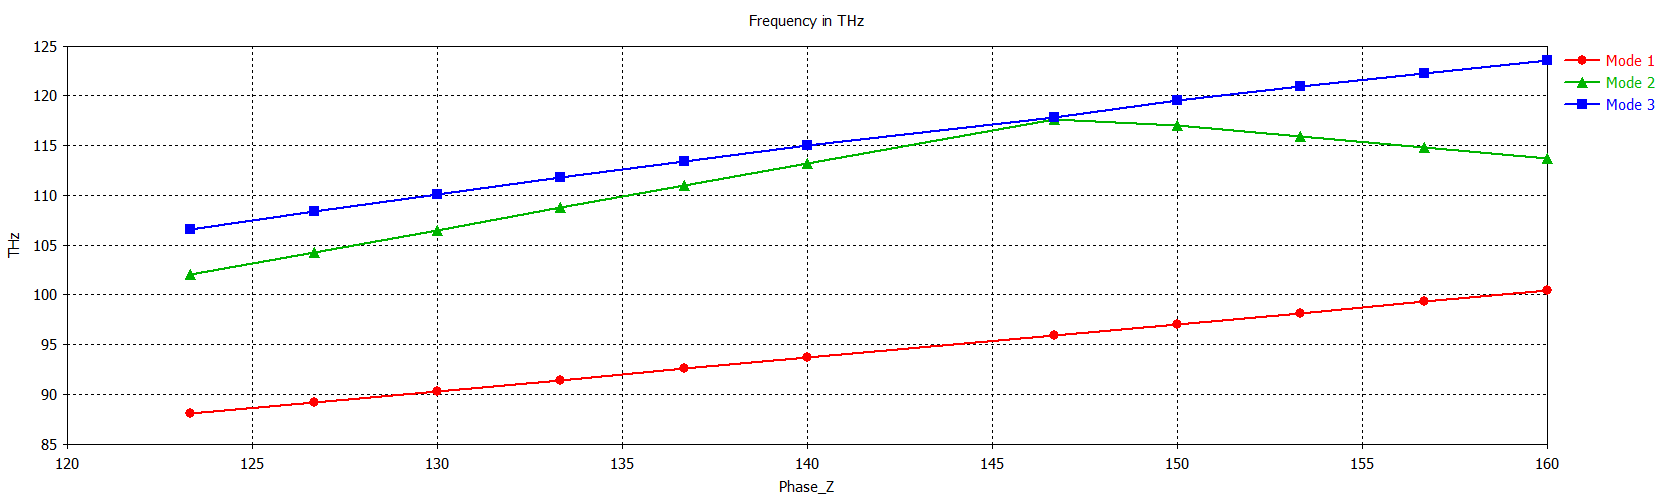 Frequency in THz
125
120
115
110
105
100
95
90
85
THz
120 125 130 135 140 145 150 155 160
Phase_Z
Mode 1
Mode 2
Mode 3